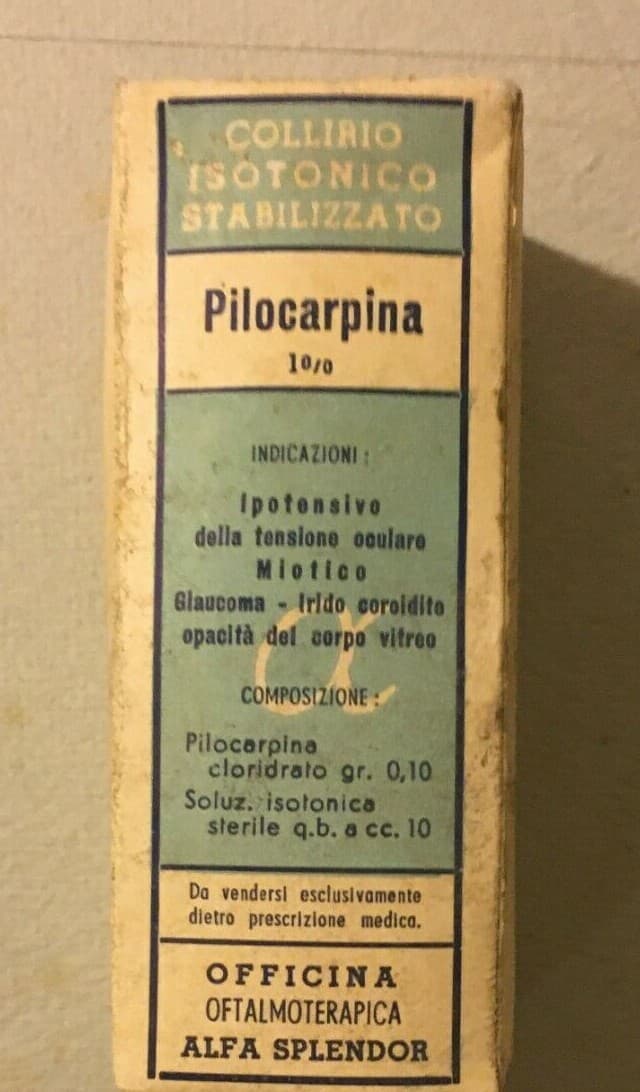 COLLIRIO
ISOTONICO
STABILIZZATO
Pilocarpina
1%
INDICAZIONI:
Ipotensivo
della tensione oculare
Miotico
Glaucoma - Irido coroidite
opacità del corpo vitreo
α
COMPOSIZIONE:
Pilocarpina
cloridrato gr. 0,10
Soluz. isotonica
sterile q.b. a cc. 10
Da vendersi esclusivamente
dietro prescrizione medica.
OFFICINA
OFTALMOTERAPICA
ALFA SPLENDOR